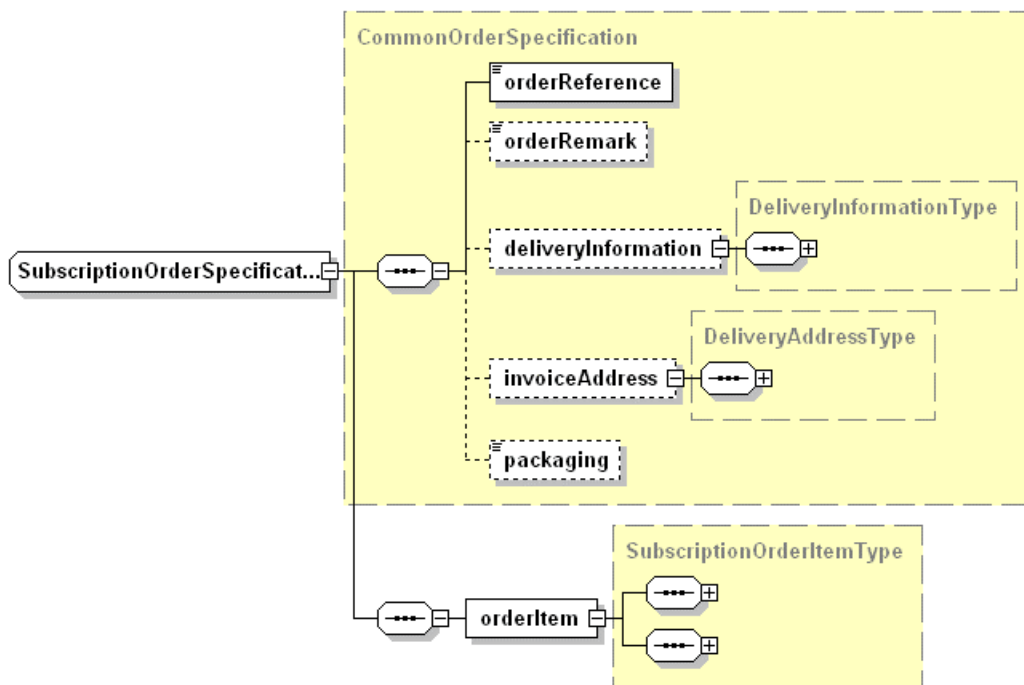 CommonOrderSpecification
orderReference
orderRemark
DeliveryInformationType
deliveryInformation
SubscriptionOrderSpecificat...
DeliveryAddressType
invoiceAddress
packaging
SubscriptionOrderItemType
orderItem